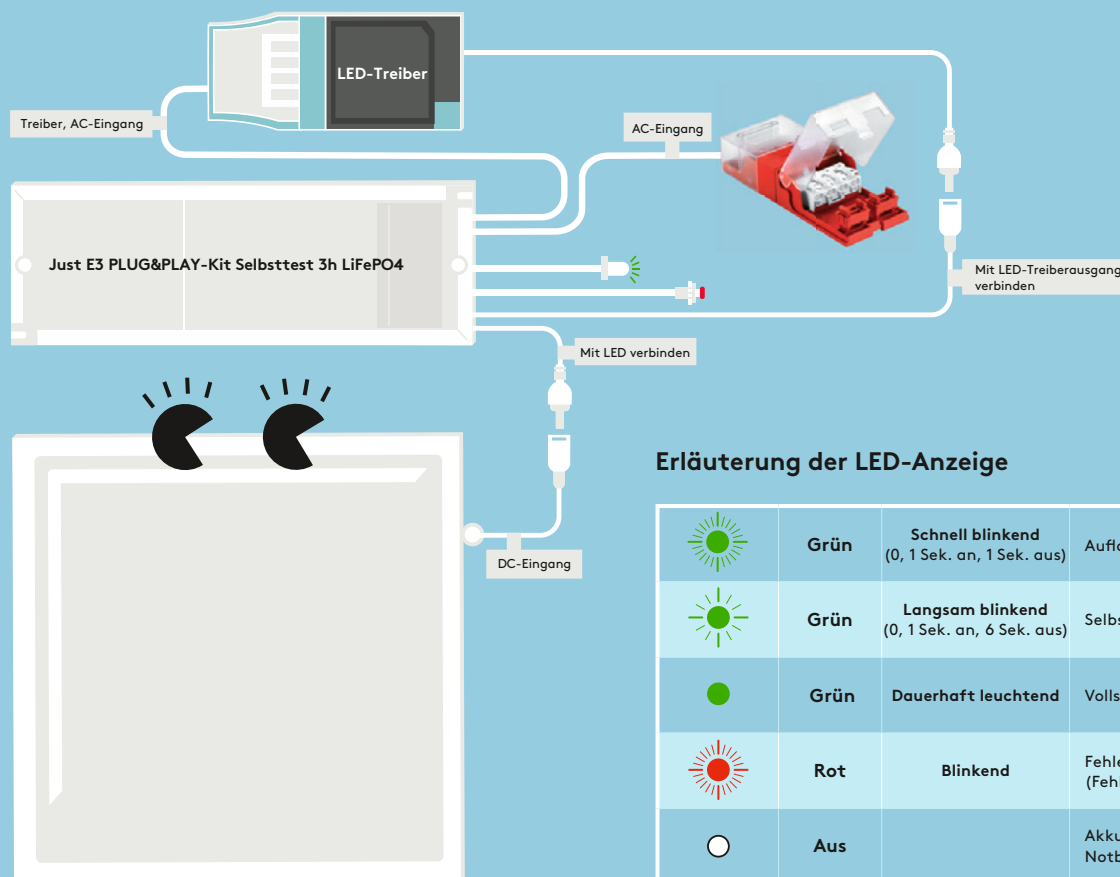 LED-Treiber
Treiber, AC-Eingang
AC-Eingang
Just E3 PLUG&PLAY-Kit Selbsttest 3h LiFePO4
Mit LED-Treiberausgang
verbinden
Mit LED verbinden
DC-Eingang
Erläuterung der LED-Anzeige
Grün
Schnell blinkend
(0, 1 Sek. an, 1 Sek. aus)
Grün
Langsam blinkend
(0, 1 Sek. an, 6 Sek. aus)
Grün
Dauerhaft leuchtend
Rot
Blinkend
Aus